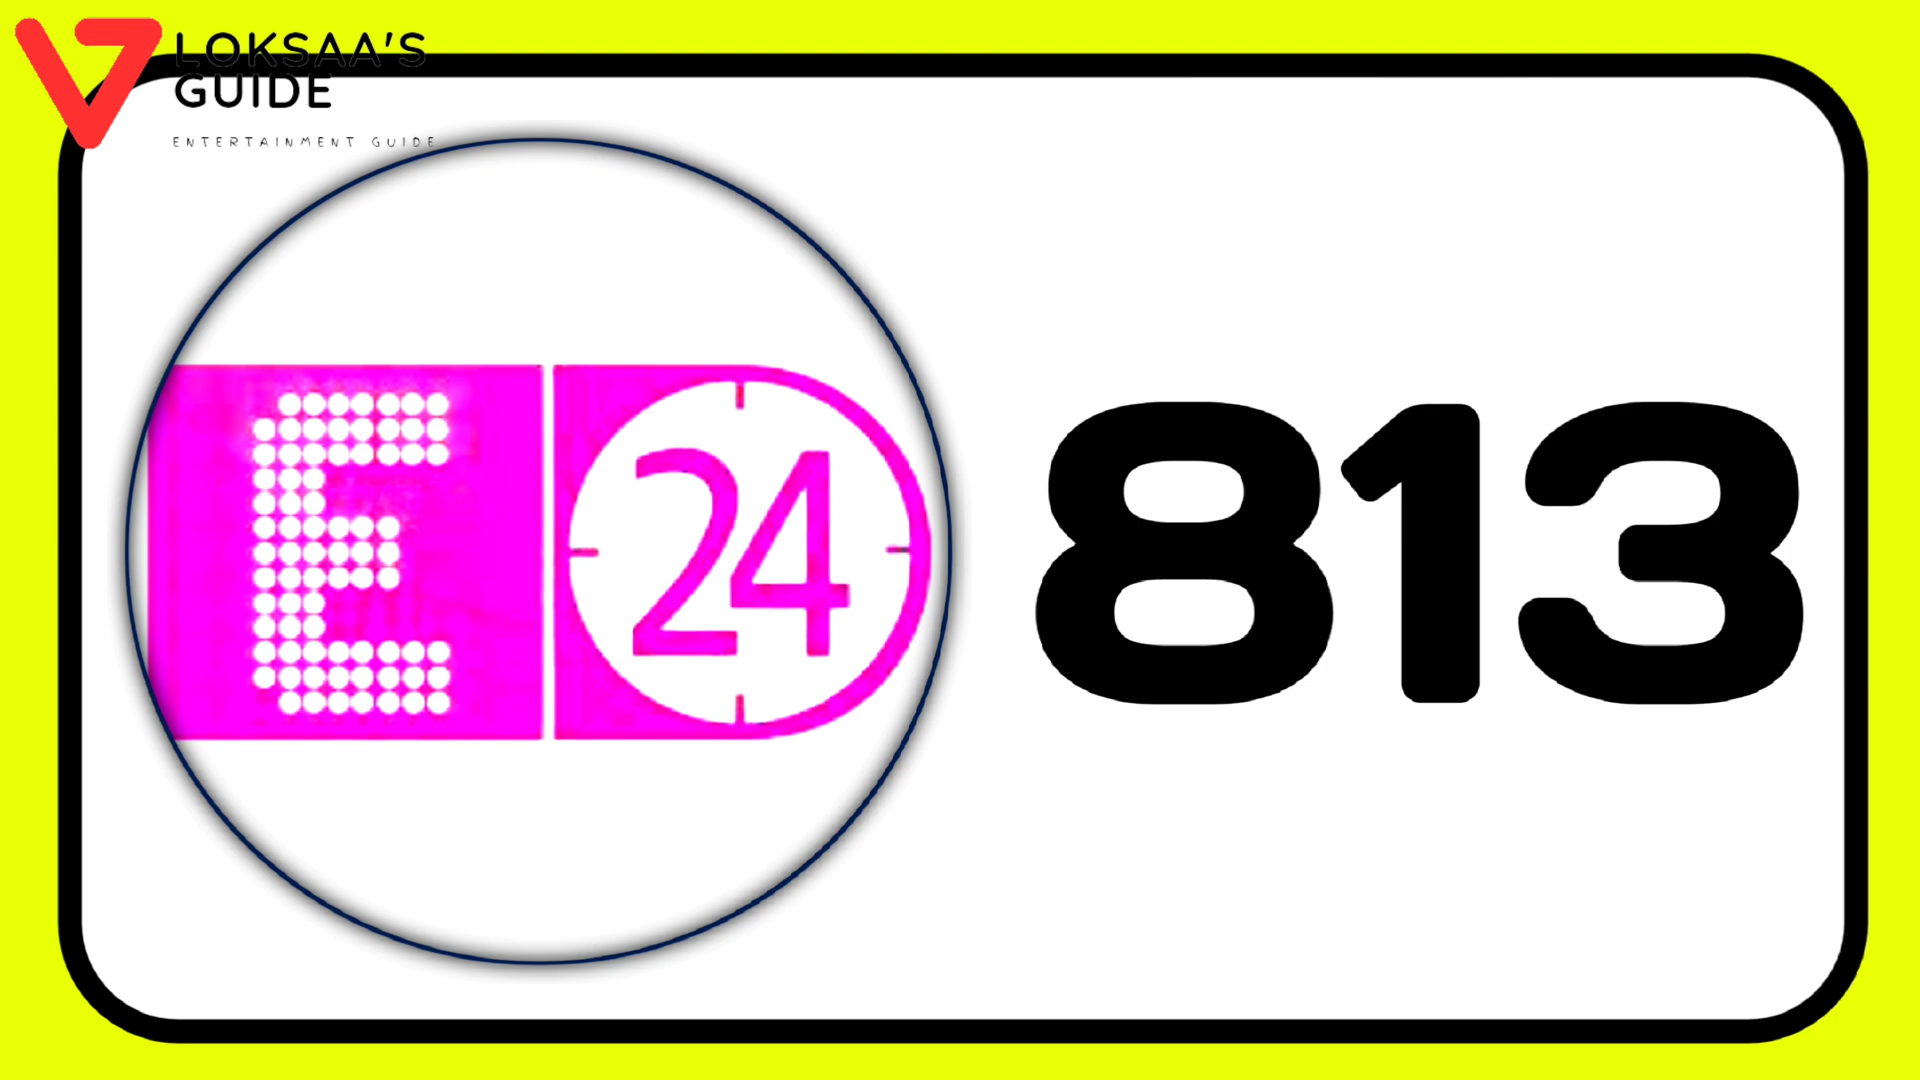 LOKSAA'S
GUIDE
ENTERTAINMENT GUIDE
E 24
813